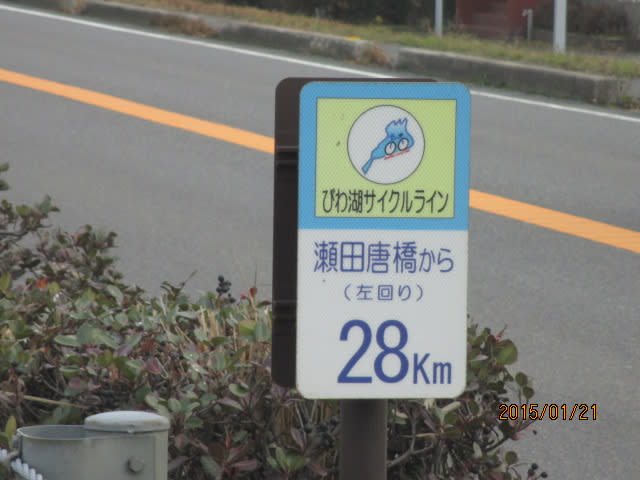 びわ湖サイクルライン
瀬田唐橋から
（左回り）
28Km
2015/01/21